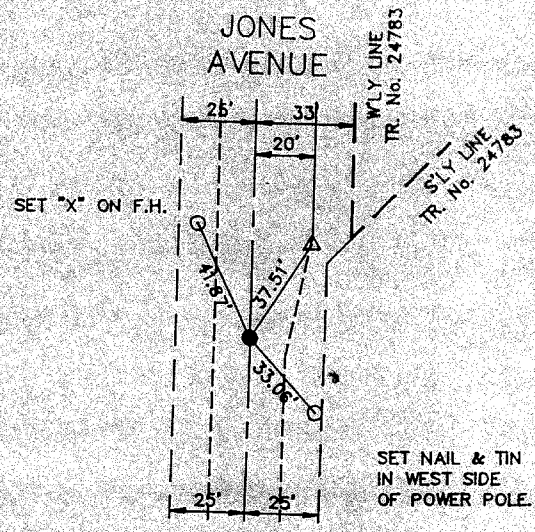 JONES
AVENUE
W'LY LINE
TR. No. 24783
25'
33'
20'
S'LY LINE
TR. No. 24783
SET "X" ON F.H.
41.87'
37.51'
33.06'
SET NAIL & TIN
IN WEST SIDE
OF POWER POLE.
25'
25'